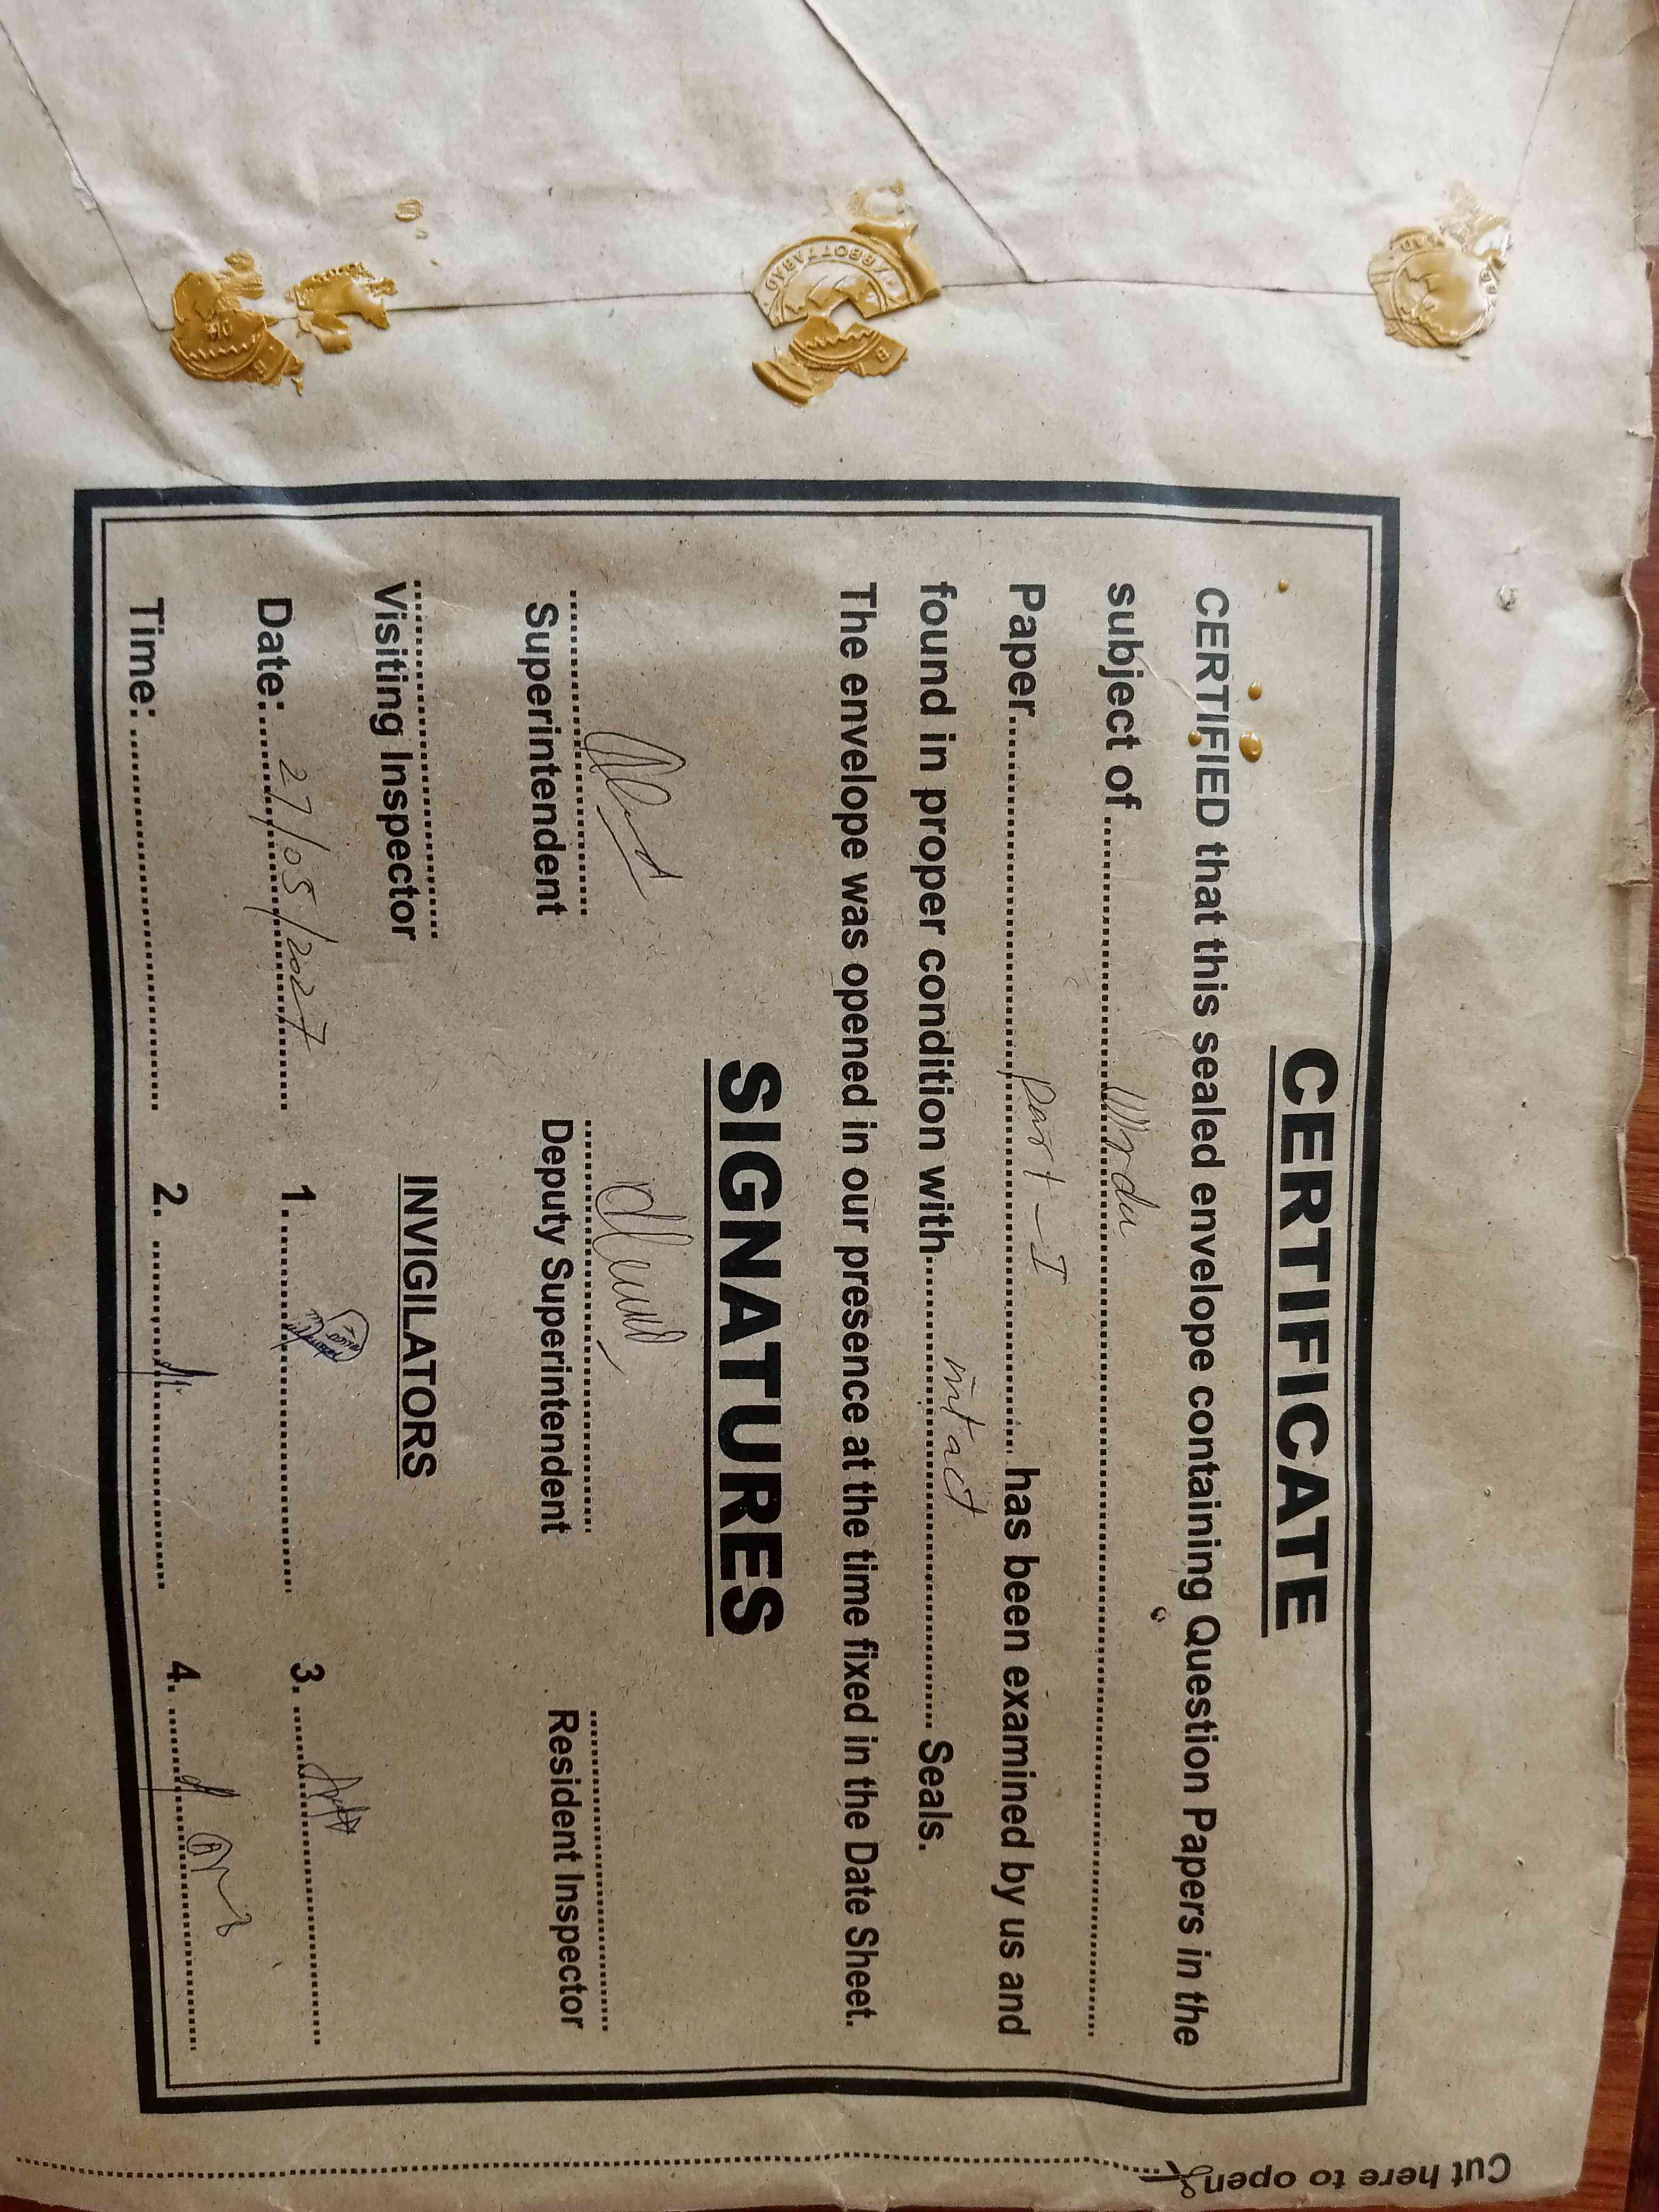 CERTIFICATE
CERTIFIED that this sealed envelope containing Question Papers in the
subject of Urdu
Paper part-I has been examined by us and
found in proper condition with intact Seals.
The envelope was opened in our presence at the time fixed in the Date Sheet.
SIGNATURES
Superintendent Deputy Superintendent Resident Inspector
Visiting Inspector INVIGILATORS
Date: 27/05/2027 1. 3.
Time: 2. 4.
Cut here to open
ABBOTTABAD